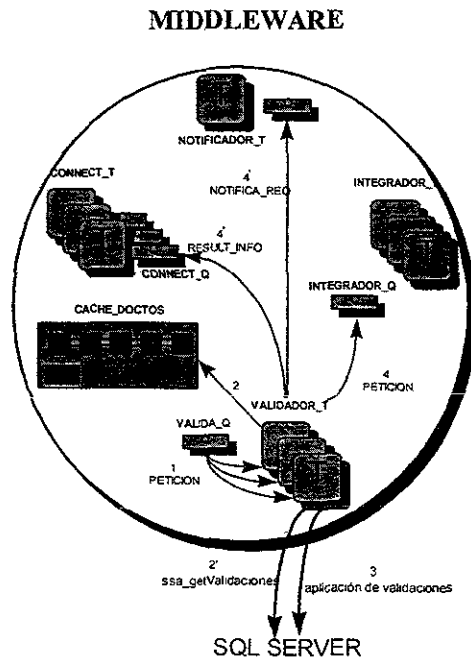 MIDDLEWARE
NOTIFICADOR_T
CONNECT_T
4'
NOTIFICA_REQ
INTEGRADOR_
4'
RESULT_INFO
CONNECT_Q
INTEGRADOR_Q
CACHE_DOCTOS
2
4
PETICION
VALIDADOR_T
VALIDA_Q
1
PETICION
2'
ssa_getValidaciones
3
aplicación de validaciones
SQL SERVER